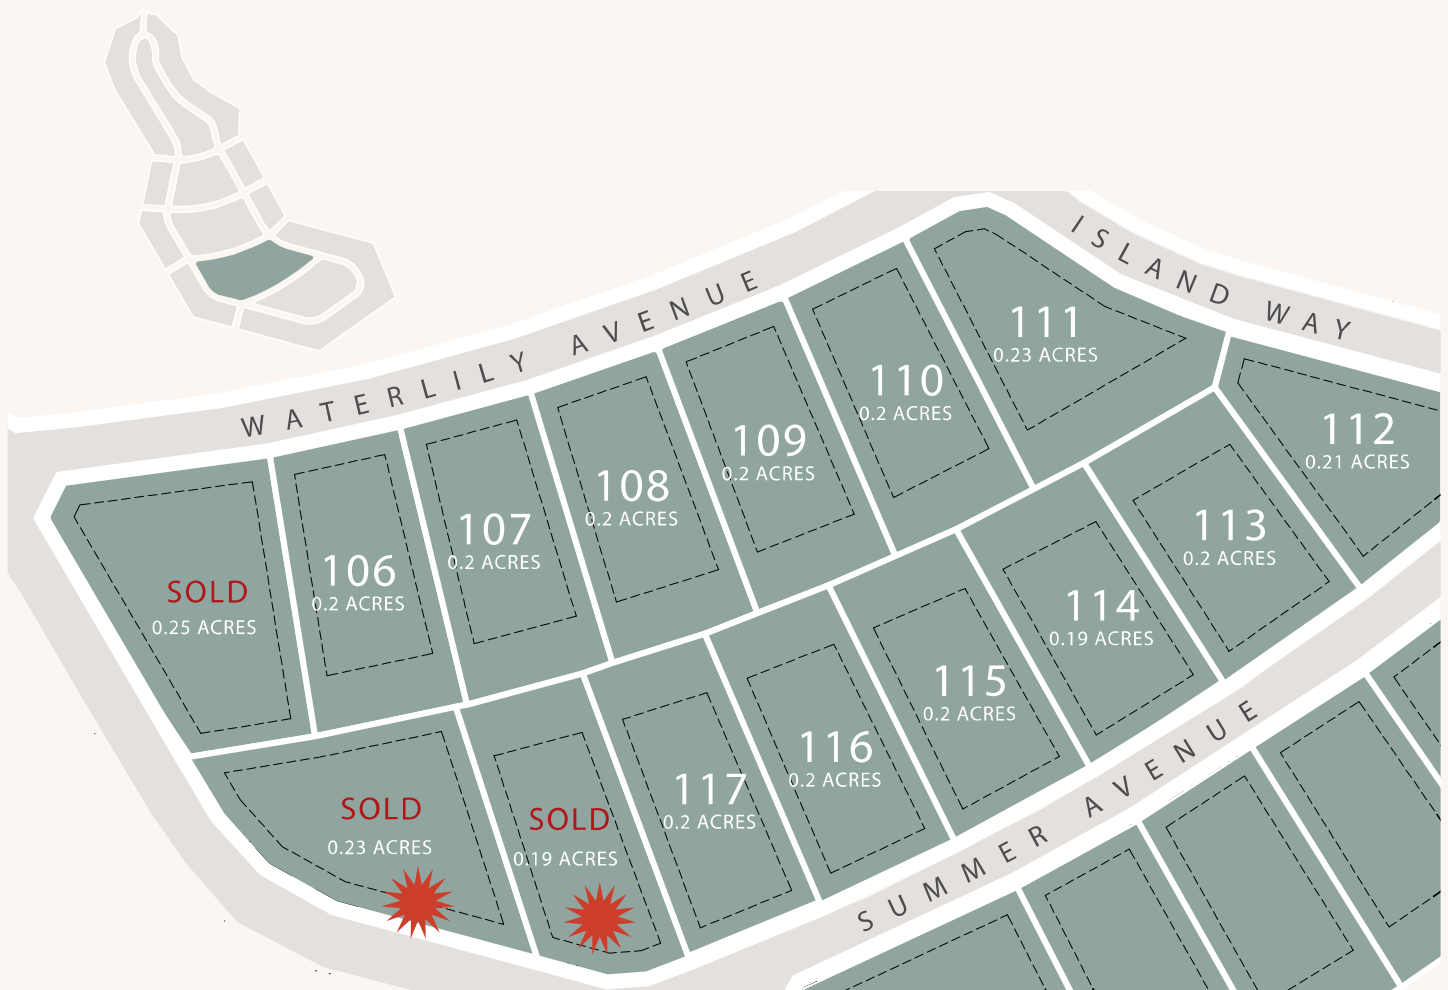 ISLAND WAY
WATERLILY AVENUE
111
0.23 ACRES
110
0.2 ACRES
109
0.2 ACRES
108
0.2 ACRES
107
0.2 ACRES
106
0.2 ACRES
SOLD
0.25 ACRES
112
0.21 ACRES
113
0.2 ACRES
114
0.19 ACRES
115
0.2 ACRES
116
0.2 ACRES
117
0.2 ACRES
SOLD
0.19 ACRES
SOLD
0.23 ACRES
SUMMER AVENUE